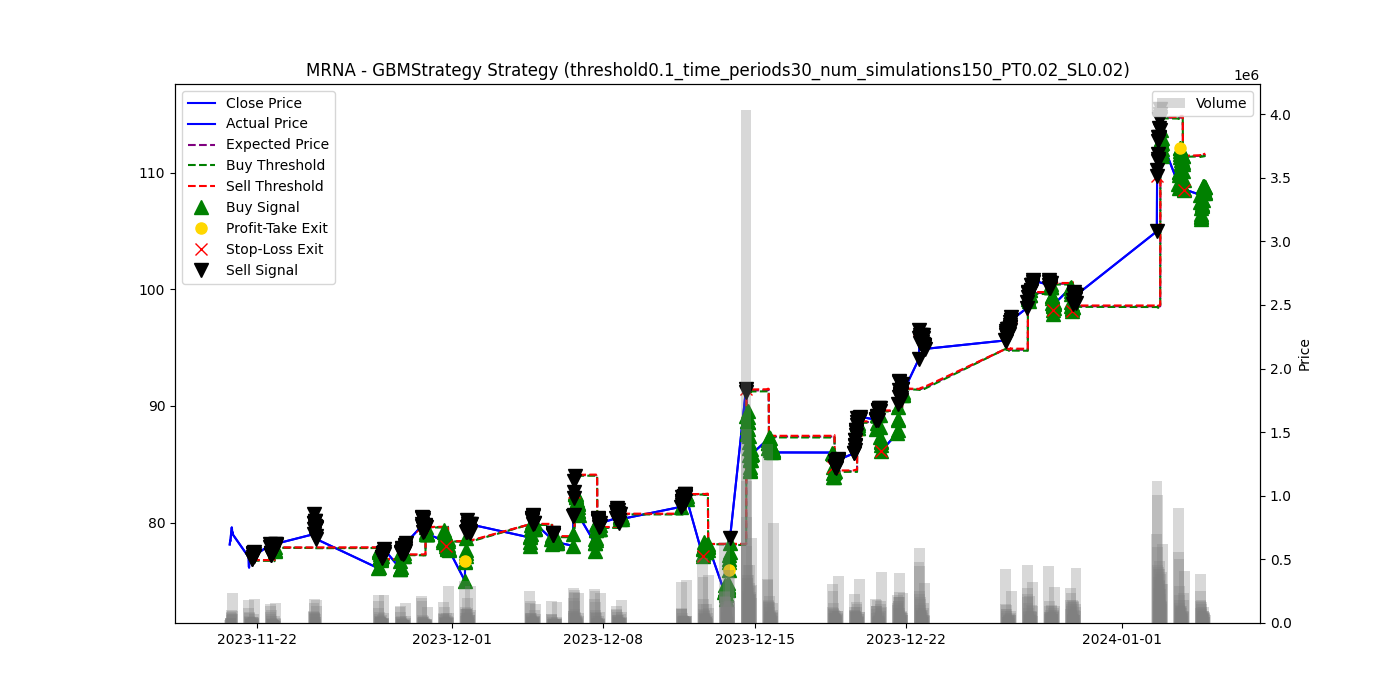 MRNA - GBMStrategy Strategy (threshold0.1_time_periods30_num_simulations150_PT0.02_SL0.02)
1e6
Close Price
Actual Price
Expected Price
Buy Threshold
Sell Threshold
Buy Signal
Profit-Take Exit
Stop-Loss Exit
Sell Signal
Volume
110
100
90
80
4.0
3.5
3.0
2.5
2.0
1.5
1.0
0.5
0.0
Price
2023-11-22
2023-12-01
2023-12-08
2023-12-15
2023-12-22
2024-01-01